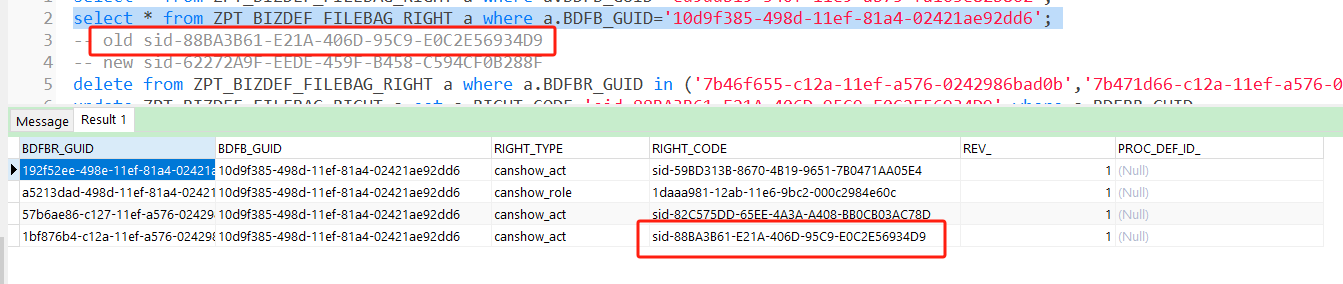 2 select * from ZPT_BIZDEF_FILEBAG_RIGHT a where a.BDFB_GUID='10d9f385-498d-11ef-81a4-02421ae92dd6';
3 -- old sid-88BA3B61-E21A-406D-95C9-E0C2E56934D9
4 -- new sid-62272A9F-EEDE-459F-B458-C594CF0B288F
5 delete from ZPT_BIZDEF_FILEBAG_RIGHT a where a.BDFBR_GUID in ('7b46f655-c12a-11ef-a576-0242986bad0b','7b471d66-c12a-11ef-a576-0
Message Result 1
BDFBR_GUID BDFB_GUID RIGHT_TYPE RIGHT_CODE REV_ PROC_DEF_ID_
192f52ee-498e-11ef-81a4-02421a 10d9f385-498d-11ef-81a4-02421ae92dd6 canshow_act sid-59BD313B-8670-4B19-9651-7B0471AA05E4 1 (Null)
a5213dad-498d-11ef-81a4-02421 10d9f385-498d-11ef-81a4-02421ae92dd6 canshow_role 1daaa981-12ab-11e6-9bc2-000c2984e60c 1 (Null)
57b6ae86-c127-11ef-a576-02429 10d9f385-498d-11ef-81a4-02421ae92dd6 canshow_act sid-82C575DD-65EE-4A3A-A408-BB0CB03AC78D 1 (Null)
1bf876b4-c12a-11ef-a576-024298 10d9f385-498d-11ef-81a4-02421ae92dd6 canshow_act sid-88BA3B61-E21A-406D-95C9-E0C2E56934D9 1 (Null)